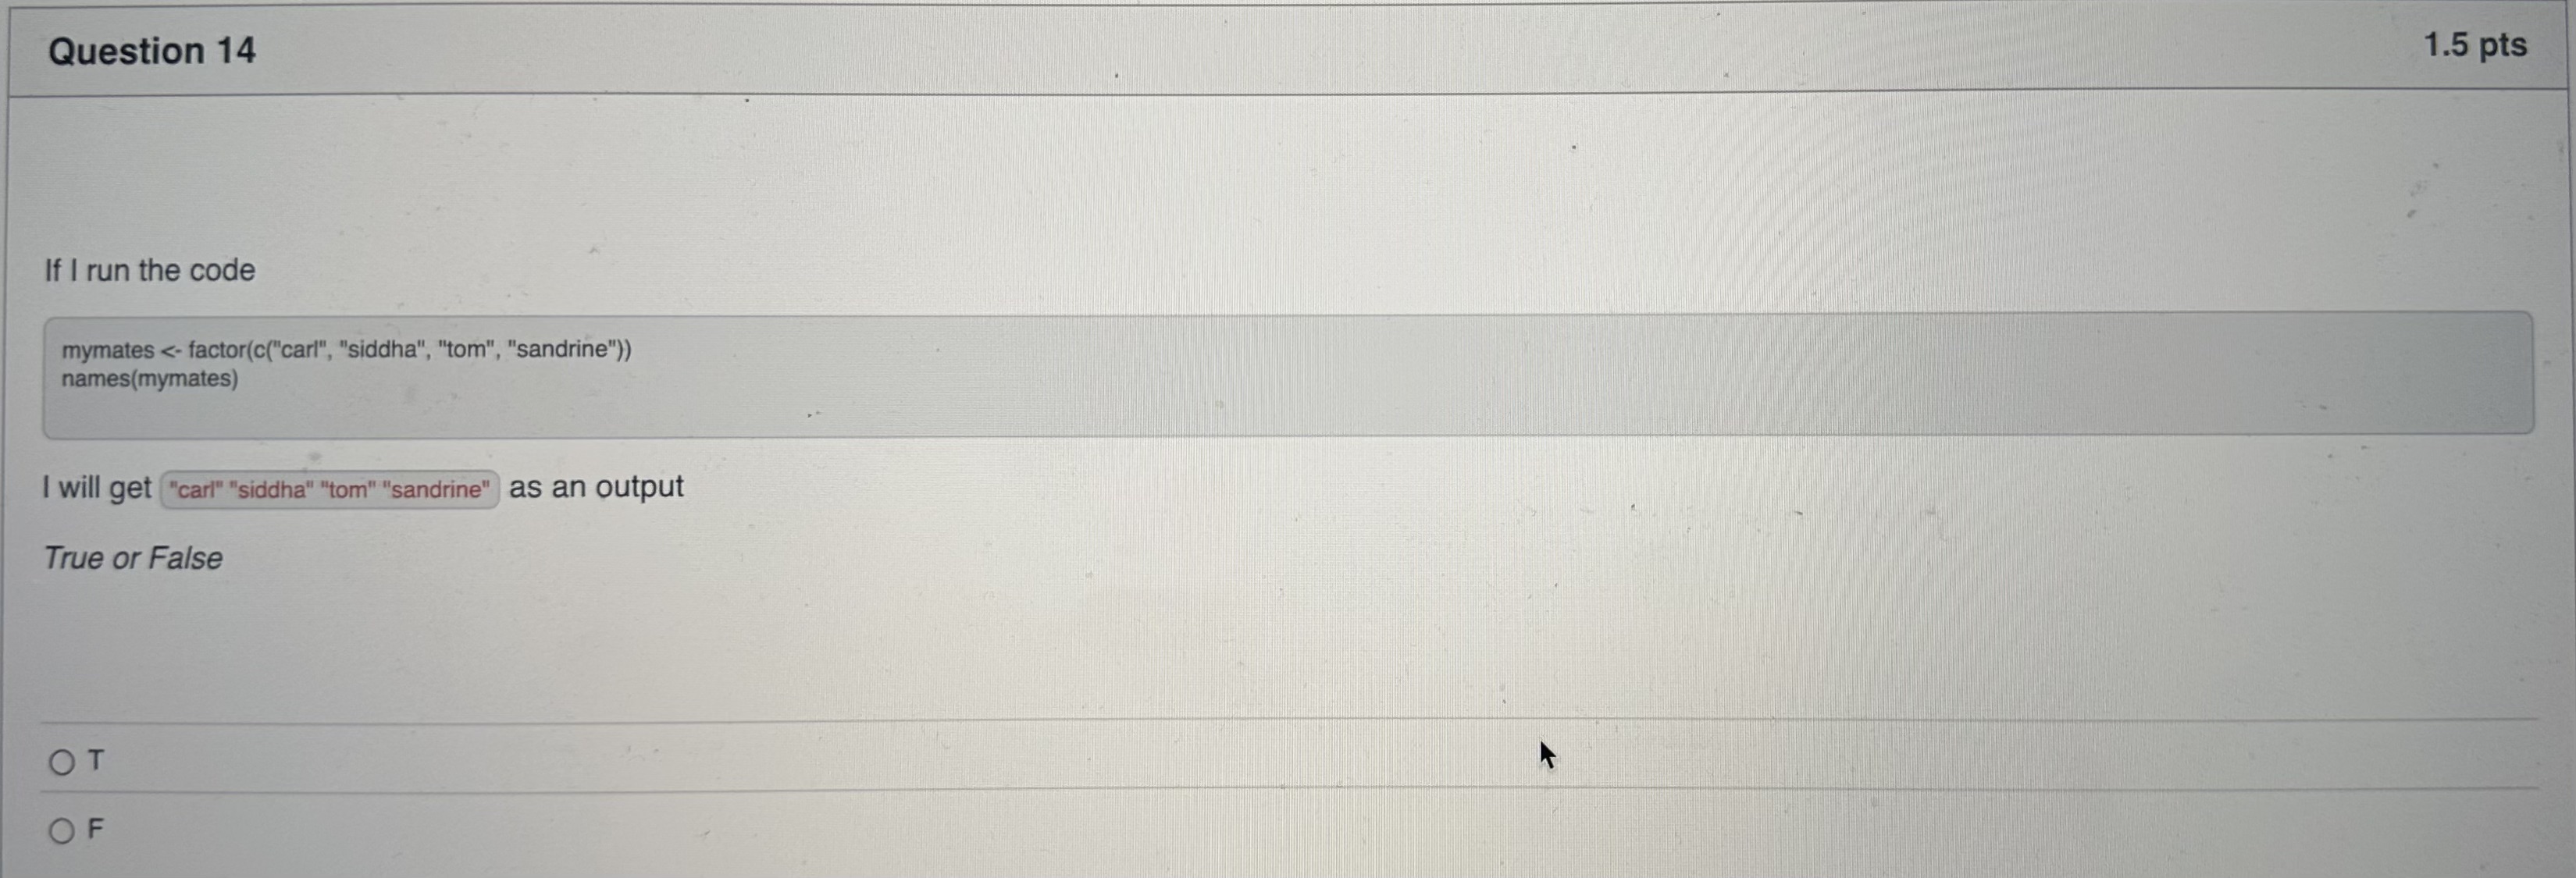 Question 14
1.5 pts
If I run the code
mymates <- factor(c("carl", "siddha", "tom", "sandrine"))
names(mymates)
I will get "carl" "siddha" "tom" "sandrine" as an output
True or False
T
F